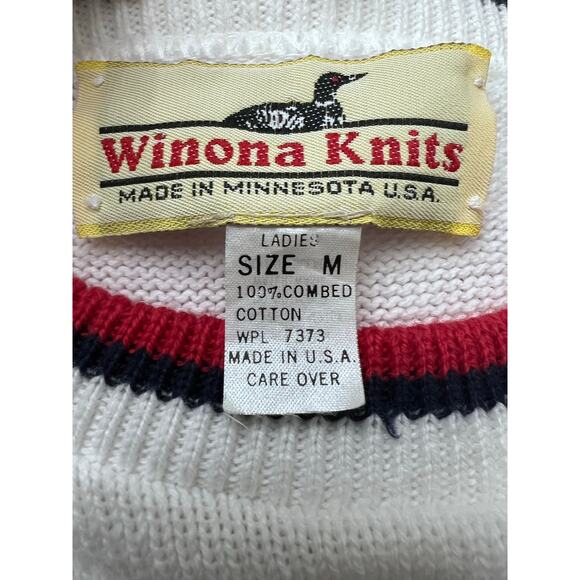 Winona Knits
MADE IN MINNESOTA U.S.A.
LADIES
SIZE M
100% COMBED
COTTON
WPL 7373
MADE IN U.S.A.
CARE OVER